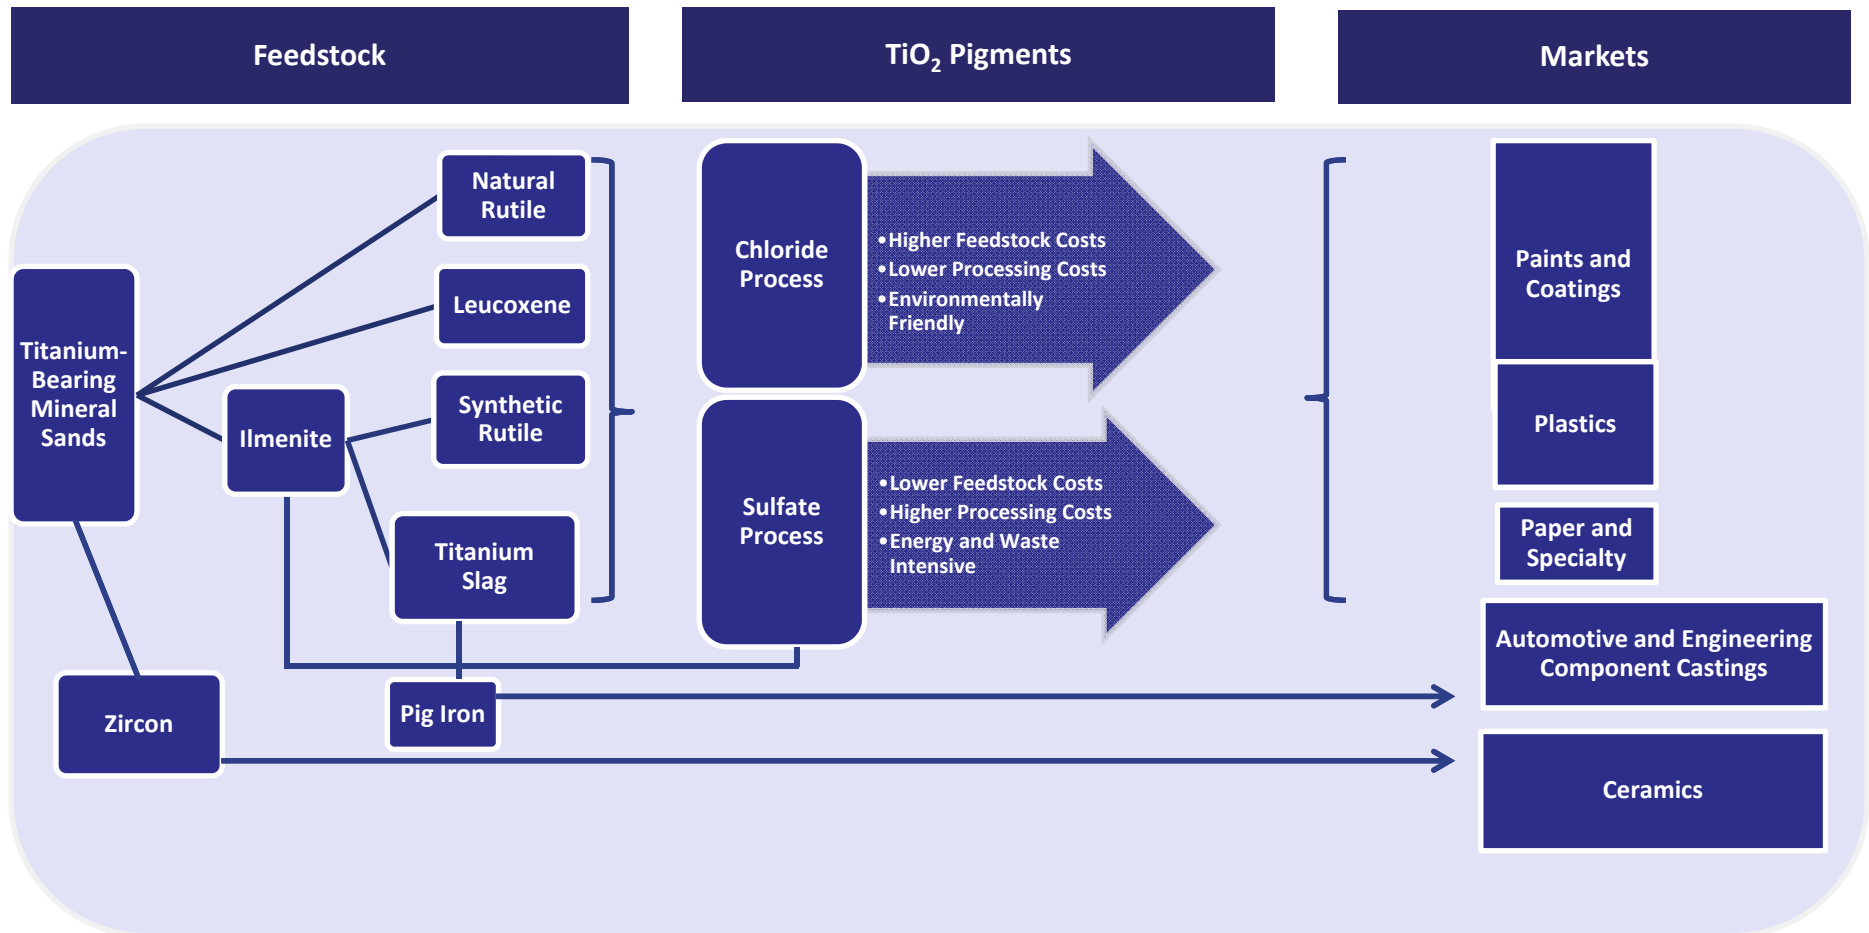 Feedstock
TiO2 Pigments
Markets
Natural
Rutile
Leucoxene
Titanium-
Bearing
Mineral
Sands
Ilmenite
Synthetic
Rutile
Titanium
Slag
Zircon
Pig Iron
Chloride
Process
•Higher Feedstock Costs
•Lower Processing Costs
•Environmentally
Friendly
Sulfate
Process
•Lower Feedstock Costs
•Higher Processing Costs
•Energy and Waste
Intensive
Paints and
Coatings
Plastics
Paper and
Specialty
Automotive and Engineering
Component Castings
Ceramics